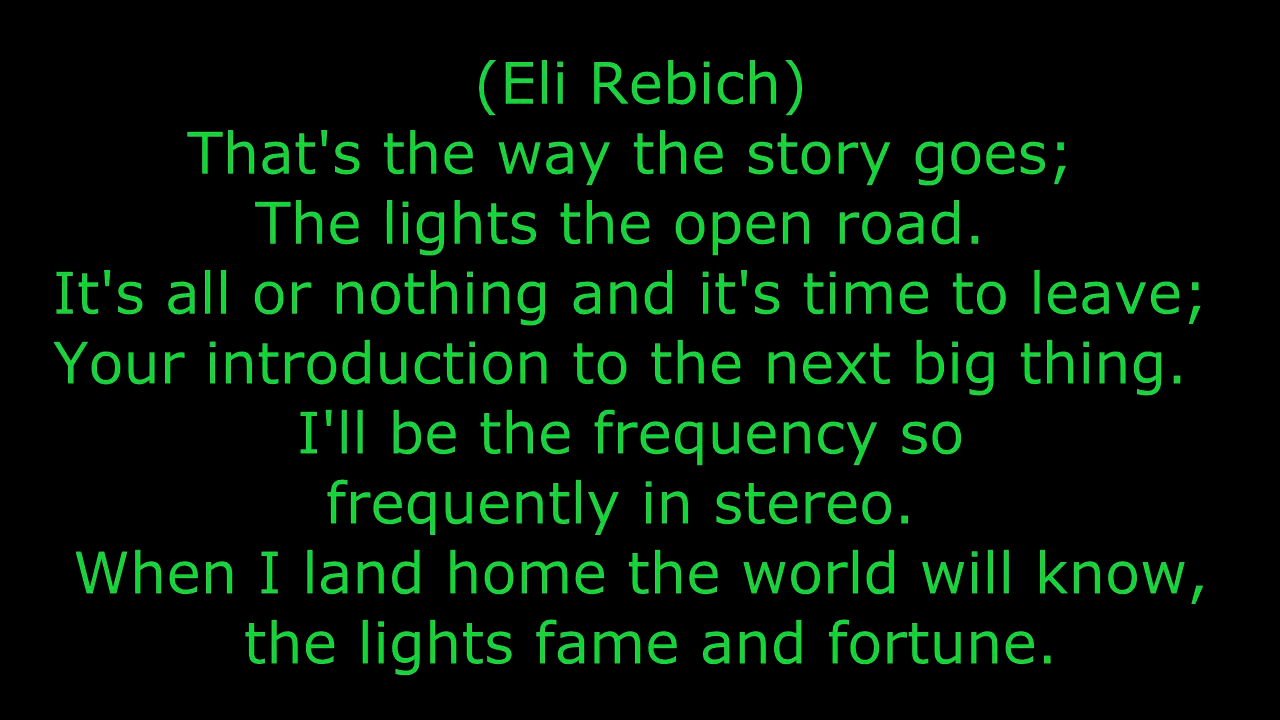 (Eli Rebich)
That's the way the story goes;
The lights the open road.
It's all or nothing and it's time to leave;
Your introduction to the next big thing.
I'll be the frequency so
frequently in stereo.
When I land home the world will know,
the lights fame and fortune.